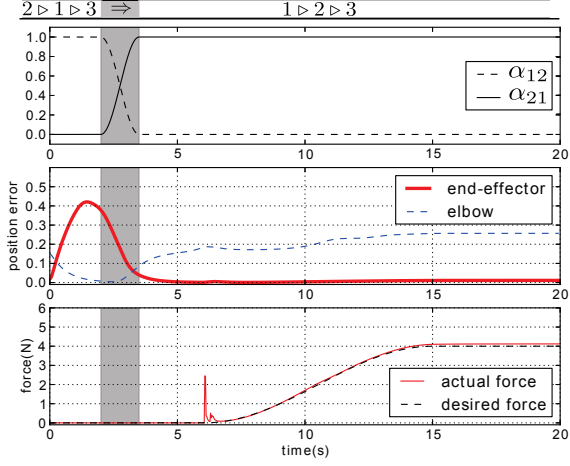 2 ▷ 1 ▷ 3 ⇒ 1 ▷ 2 ▷ 3
1.0
0.8
0.6
0.4
0.2
0.0
α12
α21
0 5 10 15 20
position error
0.5
0.4
0.3
0.2
0.1
0.0
end-effector
elbow
0 5 10 15 20
force(N)
6
5
4
3
2
1
0
actual force
desired force
0 5 10 15 20
time(s)